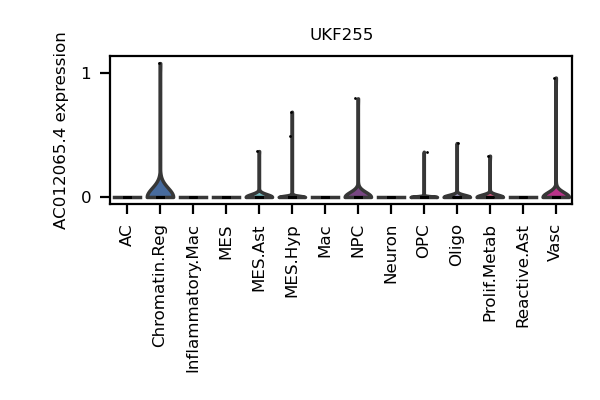 UKF255
AC012065.4 expression
1
0
AC
Chromatin.Reg
Inflammatory.Mac
MES
MES.Ast
MES.Hyp
Mac
NPC
Neuron
OPC
Oligo
Prolif.Metab
Reactive.Ast
Vasc